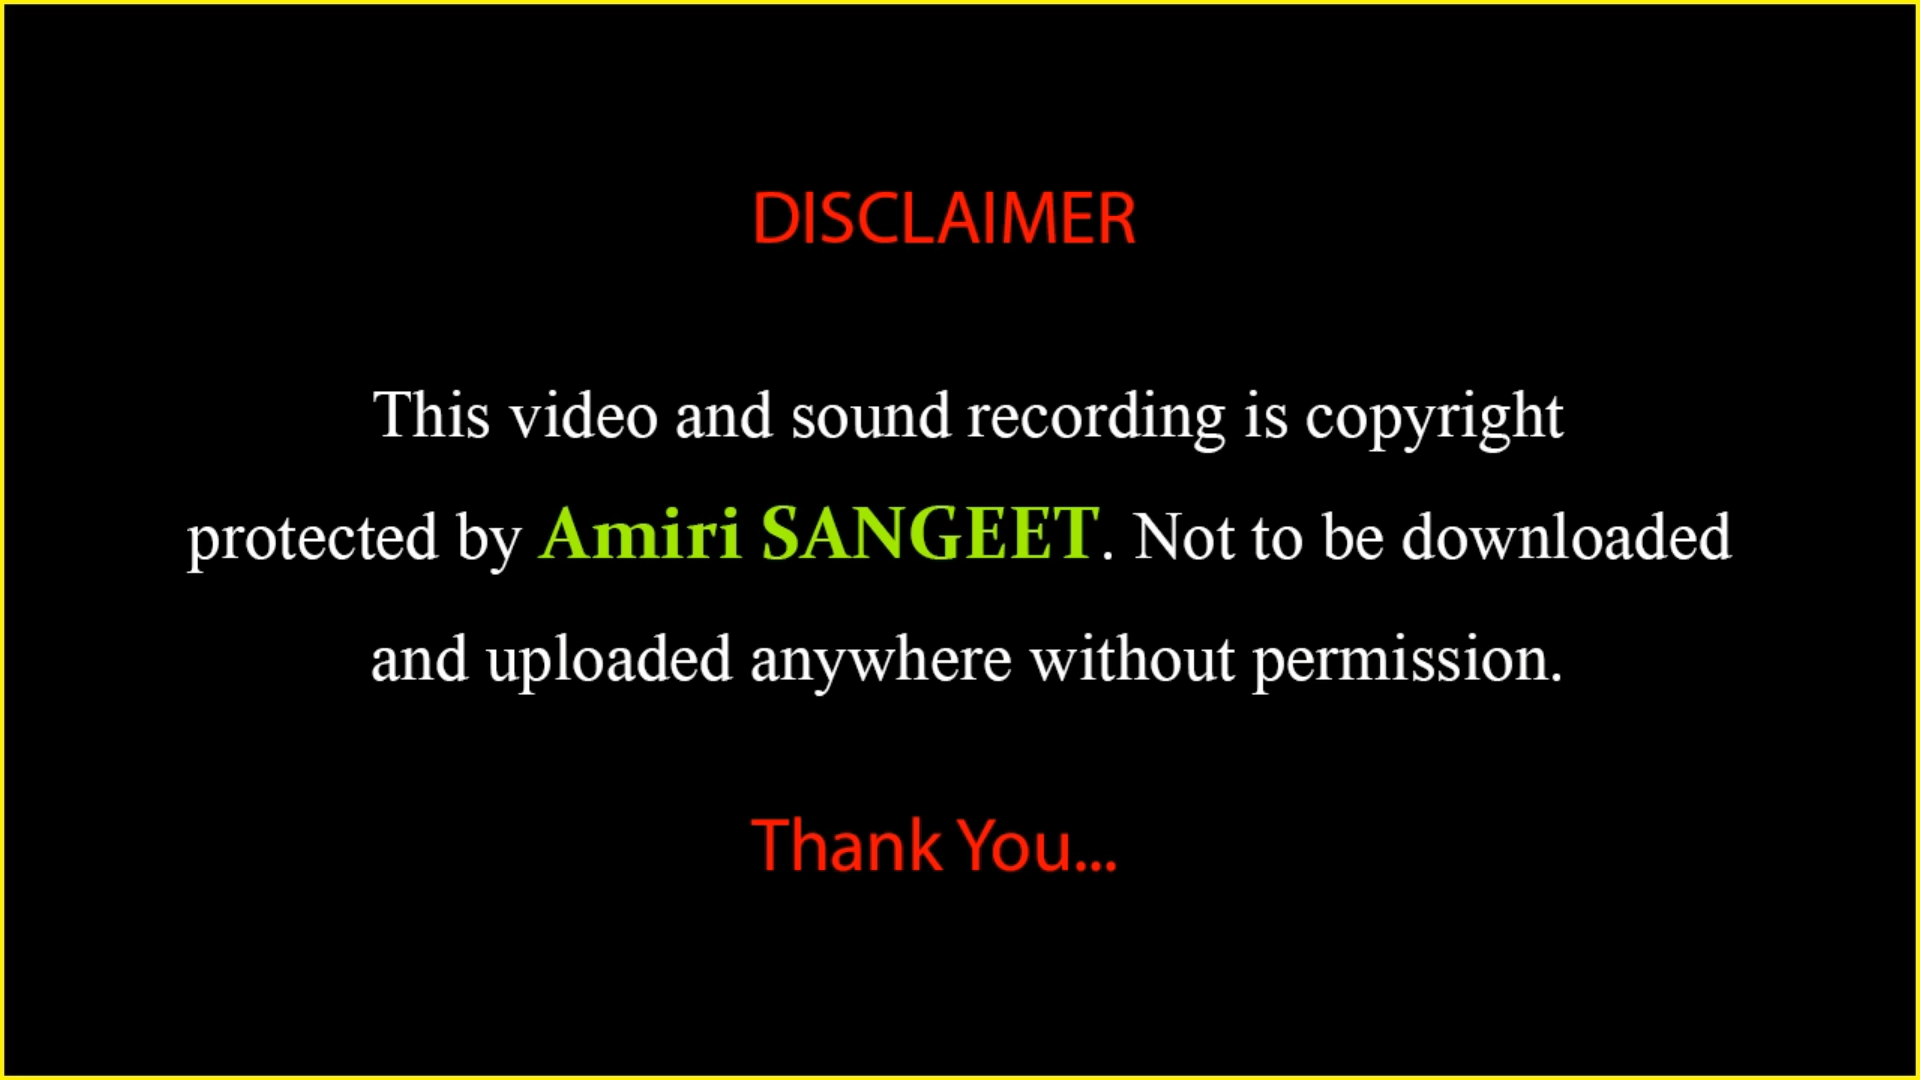 DISCLAIMER
This video and sound recording is copyright
protected by Amiri SANGEET. Not to be downloaded
and uploaded anywhere without permission.
Thank You...